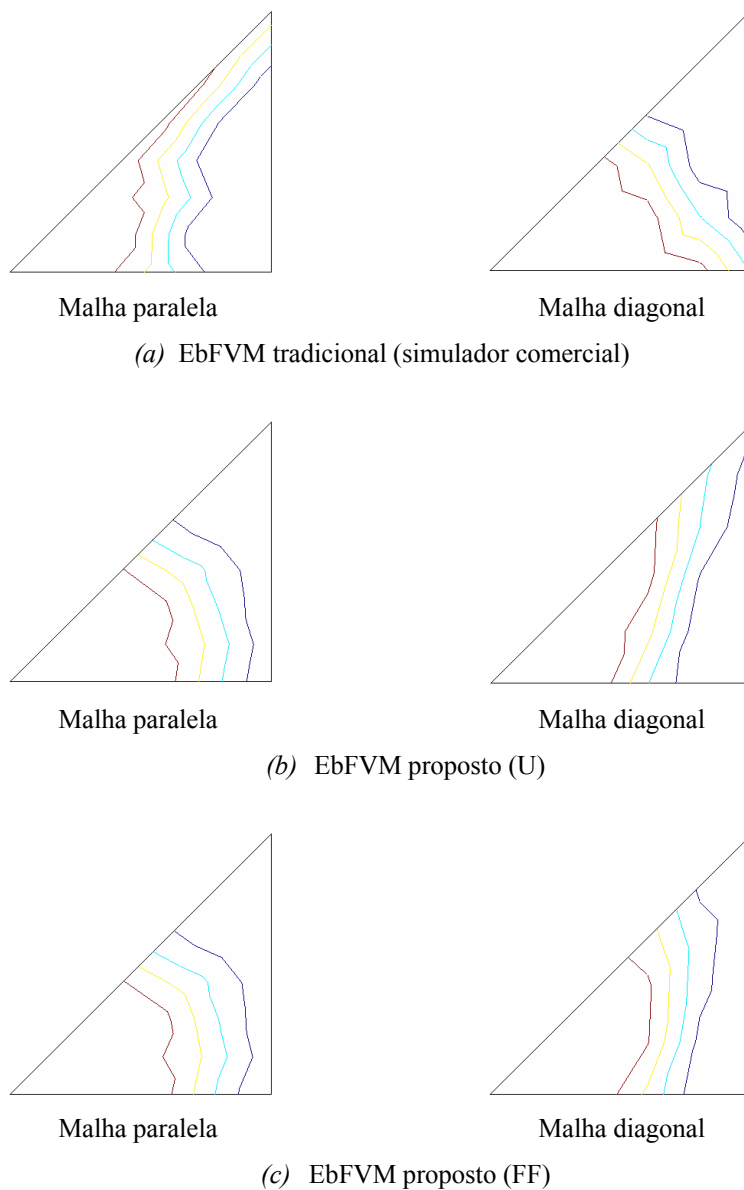 Malha paralela
Malha diagonal
(a) EbFVM tradicional (simulador comercial)
Malha paralela
Malha diagonal
(b) EbFVM proposto (U)
Malha paralela
Malha diagonal
(c) EbFVM proposto (FF)